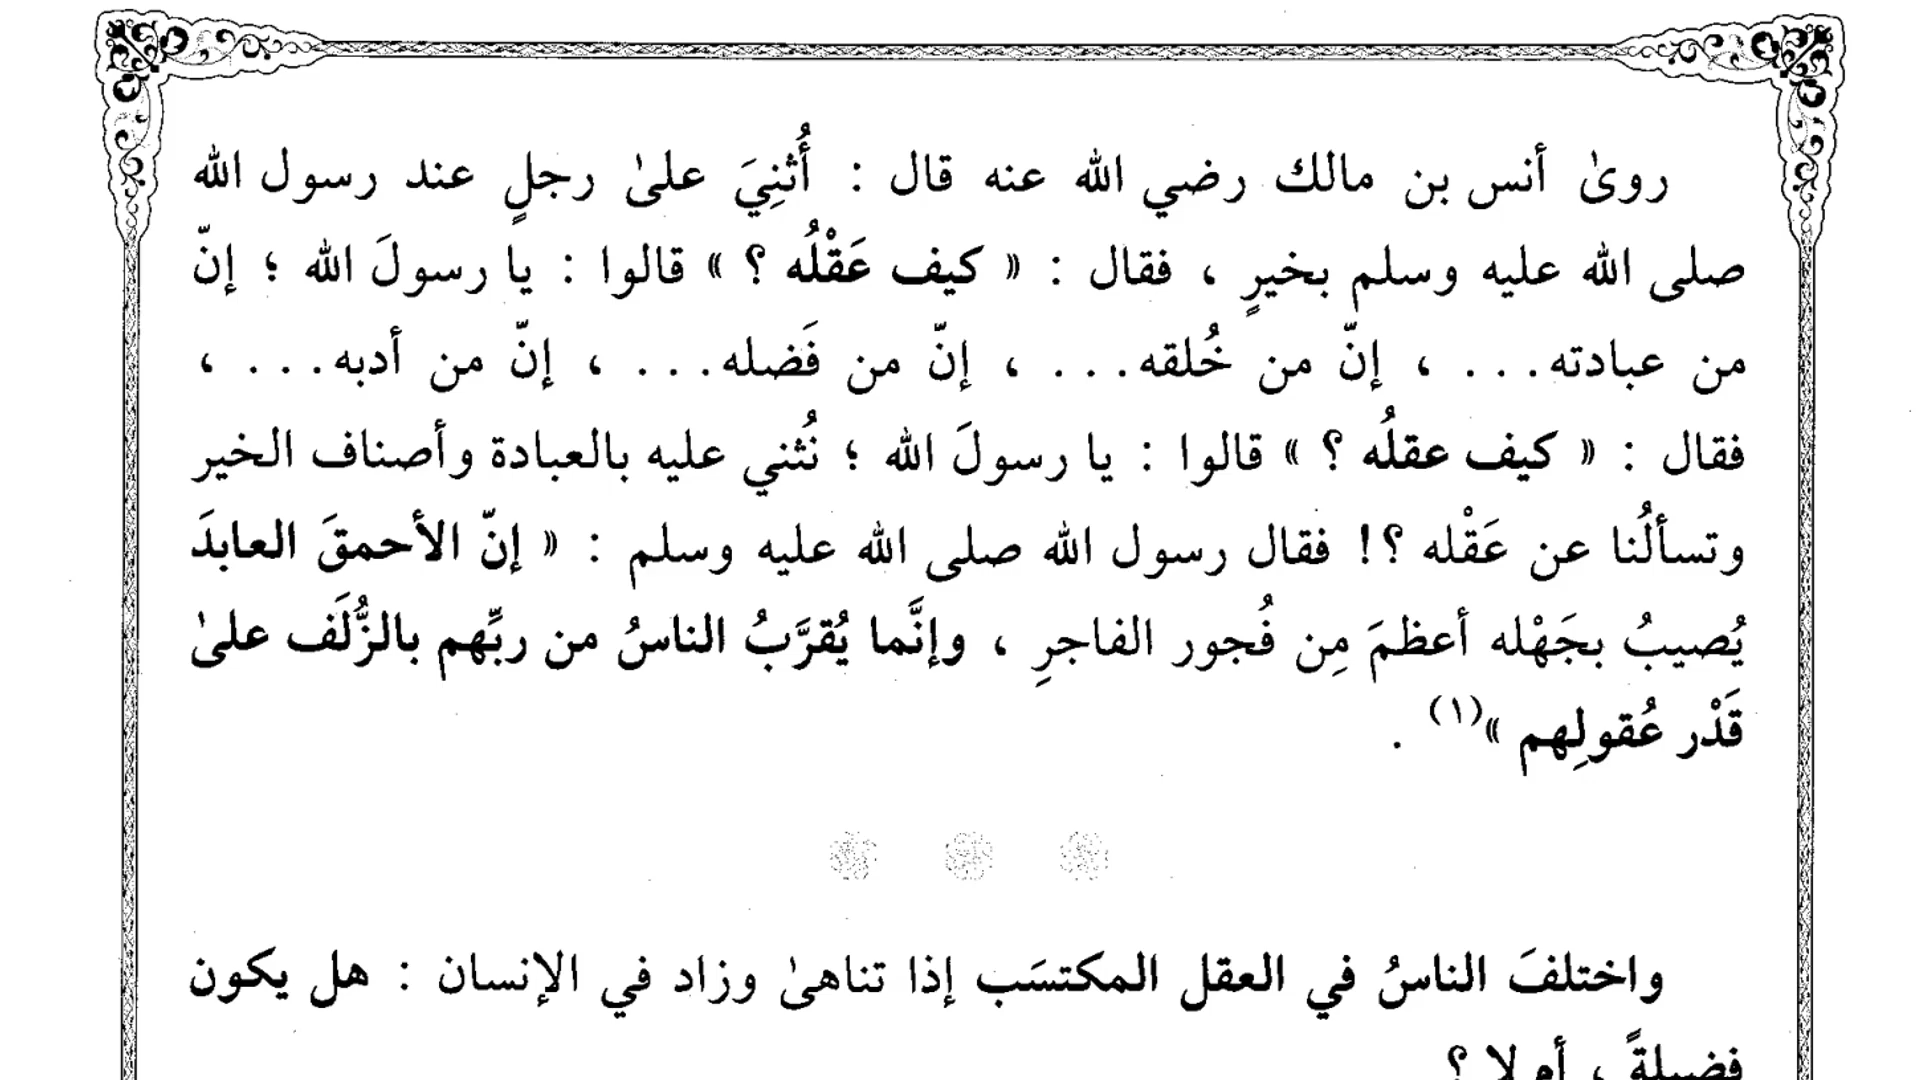 روىٰ أنس بن مالك رضي الله عنه قال : أُثنِيَ علىٰ رجلٍ عند رسول الله
صلى الله عليه وسلم بخيرٍ ، فقال : « كيف عَقْلُه ؟ » قالوا : يا رسولَ الله ؛ إنّ
من عبادته... ، إنّ من خُلقه... ، إنّ من فَضله... ، إنّ من أدبه... ،
فقال : « كيف عقلُه ؟ » قالوا : يا رسولَ الله ؛ نُثني عليه بالعبادة وأصناف الخير
وتسألُنا عن عَقْله ؟! فقال رسول الله صلى الله عليه وسلم : « إنّ الأحمقَ العابدَ
يُصيبُ بجَهْله أعظمَ مِن فُجور الفاجرِ ، وإنَّما يُقرَّبُ الناسُ من ربِّهم بالزُّلَف علىٰ
قَدْر عُقولِهم »(١) .
واختلفَ الناسُ في العقل المكتسَب إذا تناهىٰ وزاد في الإنسان : هل يكون
فضيلةً ، أم لا ؟